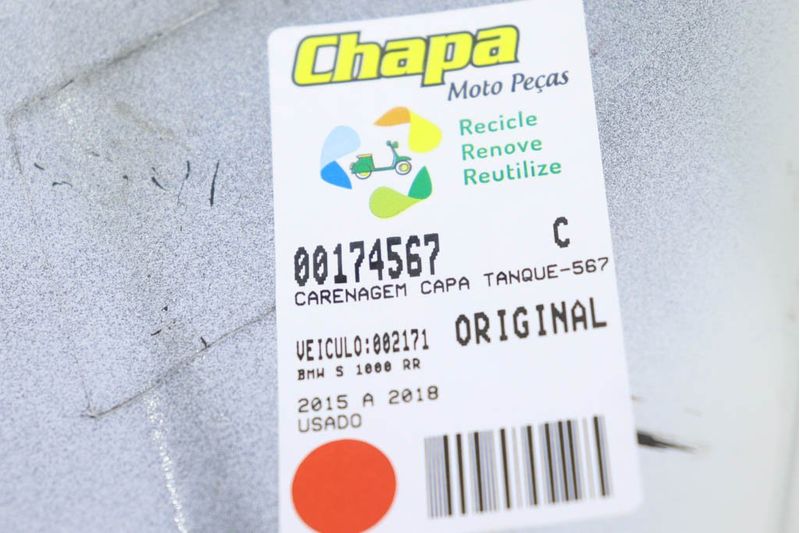 Chapa
Moto Peças
Recicle
Renove
Reutilize
00174567 C
CARENAGEM CAPA TANQUE-567
VEICULO:002171 ORIGINAL
BMW S 1000 RR
2015 A 2018
USADO